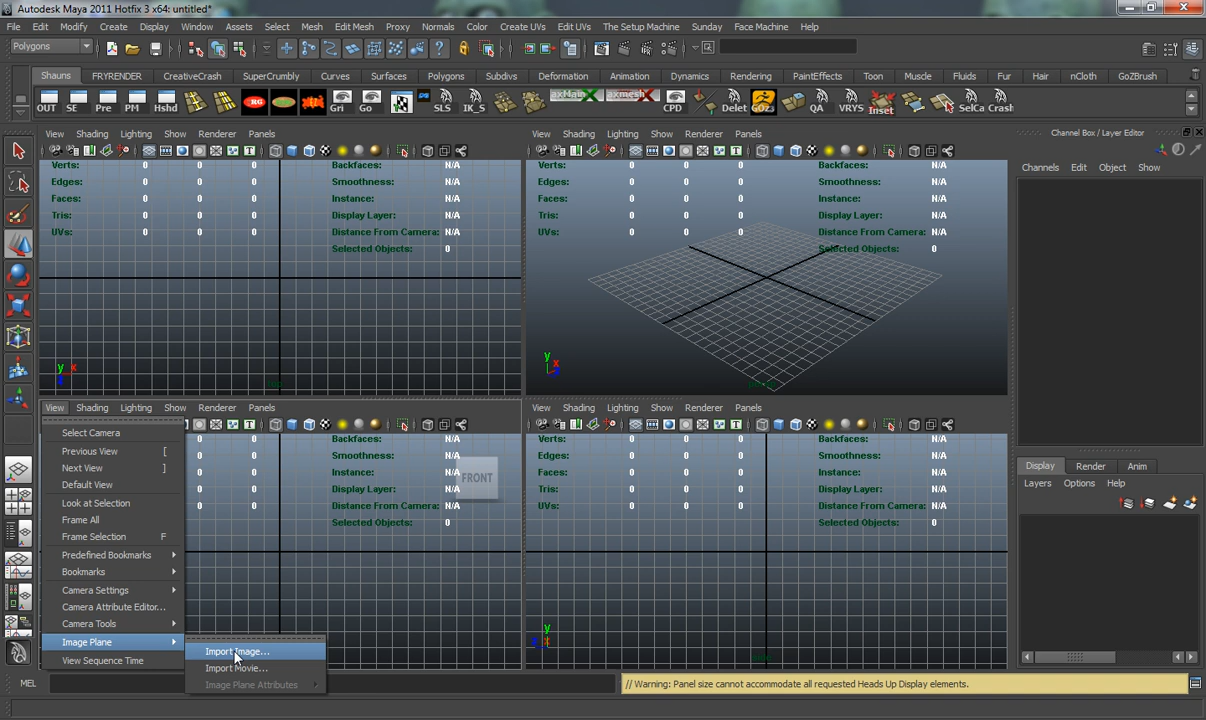 Autodesk Maya 2011 Hotfix 3 x64: untitled*
File Edit Modify Create Display Window Assets Select Mesh Edit Mesh Proxy Normals Color Create UVs Edit UVs The Setup Machine Sunday Face Machine Help
Polygons
Shauns FRYRENDER CreativeCrash SuperCrumbly Curves Surfaces Polygons Subdivs Deformation Animation Dynamics Rendering PaintEffects Toon Muscle Fluids Fur Hair nCloth GoZBrush
OUT SE Pre PM Hshd Gri Go SLS IK_S axMain axmesh CPD Delet GOZ3 QA VRYS Inset SelCa Crash
Channel Box / Layer Editor
View Shading Lighting Show Renderer Panels
View Shading Lighting Show Renderer Panels
Channels Edit Object Show
Verts: 0 0 0 Backfaces: N/A
Edges: 0 0 0 Smoothness: N/A
Faces: 0 0 0 Instance: N/A
Tris: 0 0 0 Display Layer: N/A
UVs: 0 0 0 Distance From Camera: N/A
Selected Objects: 0
y x
Verts: 0 0 0 Backfaces: N/A
Edges: 0 0 0 Smoothness: N/A
Faces: 0 0 0 Instance: N/A
Tris: 0 0 0 Display Layer: N/A
UVs: 0 0 0 Distance From Camera: N/A
Selected Objects: 0
y x
View Shading Lighting Show Renderer Panels
Select Camera
Previous View [
Next View ]
Default View
Look at Selection
Frame All
Frame Selection F
Predefined Bookmarks
Bookmarks
Camera Settings
Camera Attribute Editor...
Camera Tools
Image Plane
View Sequence Time
Import Image...
Import Movie...
Image Plane Attributes
0 0 Backfaces: N/A
0 0 Smoothness: N/A
0 0 Instance: N/A
0 0 Display Layer: N/A
0 0 Distance From Camera: N/A
Selected Objects: 0
FRONT
View Shading Lighting Show Renderer Panels
Verts: 0 0 0 Backfaces: N/A
Edges: 0 0 0 Smoothness: N/A
Faces: 0 0 0 Instance: N/A
Tris: 0 0 0 Display Layer: N/A
UVs: 0 0 0 Distance From Camera: N/A
Selected Objects: 0
y
z x
Display Render Anim
Layers Options Help
MEL
// Warning: Panel size cannot accommodate all requested Heads Up Display elements.